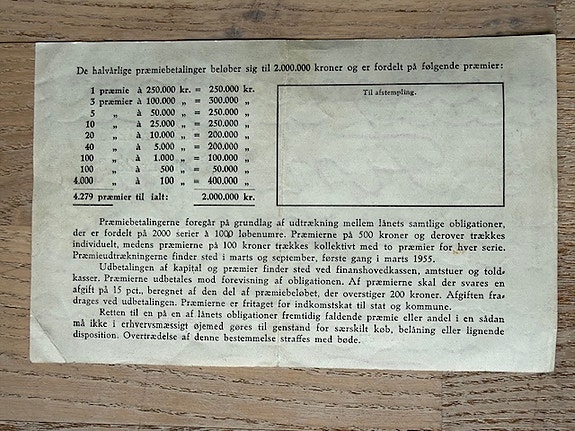 De halvårlige præmiebetalinger beløber sig til 2.000.000 kroner og er fordelt på følgende præmier:
1 præmie à 250.000 kr. = 250.000 kr.
3 præmier à 100.000 „ = 300.000 „
5 „ à 50.000 „ = 250.000 „
10 „ à 25.000 „ = 250.000 „
20 „ à 10.000 „ = 200.000 „
40 „ à 5.000 „ = 200.000 „
100 „ à 1.000 „ = 100.000 „
100 „ à 500 „ = 50.000 „
4.000 „ à 100 „ = 400.000 „
4.279 præmier til ialt: 2.000.000 kr.
Til afstempling.
Præmiebetalingerne foregår på grundlag af udtrækning mellem lånets samtlige obligationer,
der er fordelt på 2000 serier à 1000 løbenumre. Præmierne på 500 kroner og derover trækkes
individuelt, medens præmierne på 100 kroner trækkes kollektivt med to præmier for hver serie.
Præmieudtrækningerne finder sted i marts og september, første gang i marts 1955.
Udbetalingen af kapital og præmier finder sted ved finanshovedkassen, amtstuer og told-
kasser. Præmierne udbetales mod forevisning af obligationen. Af præmierne skal der svares en
afgift på 15 pct., beregnet af den del af præmiebeløbet, der overstiger 200 kroner. Afgiften fra-
drages ved udbetalingen. Præmierne er fritaget for indkomstskat til stat og kommune.
Retten til en på en af lånets obligationer fremtidig faldende præmie eller andel i en sådan
må ikke i erhvervsmæssigt øjemed gøres til genstand for særskilt køb, belåning eller lignende
disposition. Overtrædelse af denne bestemmelse straffes med bøde.